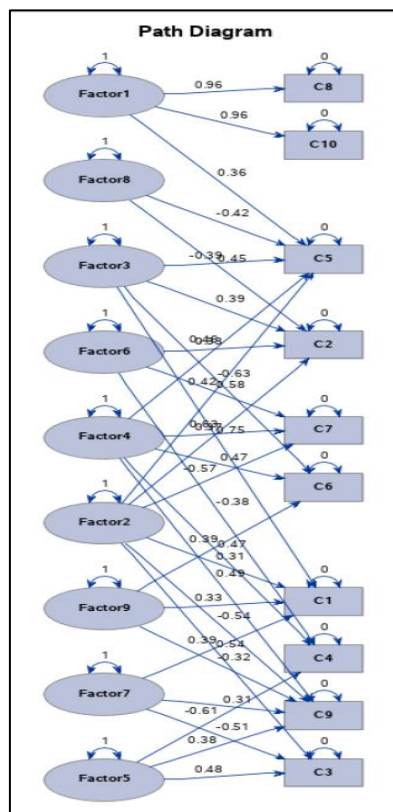 Path Diagram
1
0
Factor1
0.96
C8
0.96
0
C10
1
Factor8
0.36
-0.42
0
1
Factor3
-0.39
0.45
C5
0.39
0
1
Factor6
C2
-0.63
0.42
0.58
0
1
Factor4
0.75
C7
0.47
0
-0.57
C6
1
Factor2
-0.38
0.39
0.47
0.31
0.49
0
1
Factor9
0.33
C1
-0.54
0.39
0.54
-0.32
0
C4
1
Factor7
0.31
0
-0.61
C9
-0.51
0.38
0
1
Factor5
0.48
C3